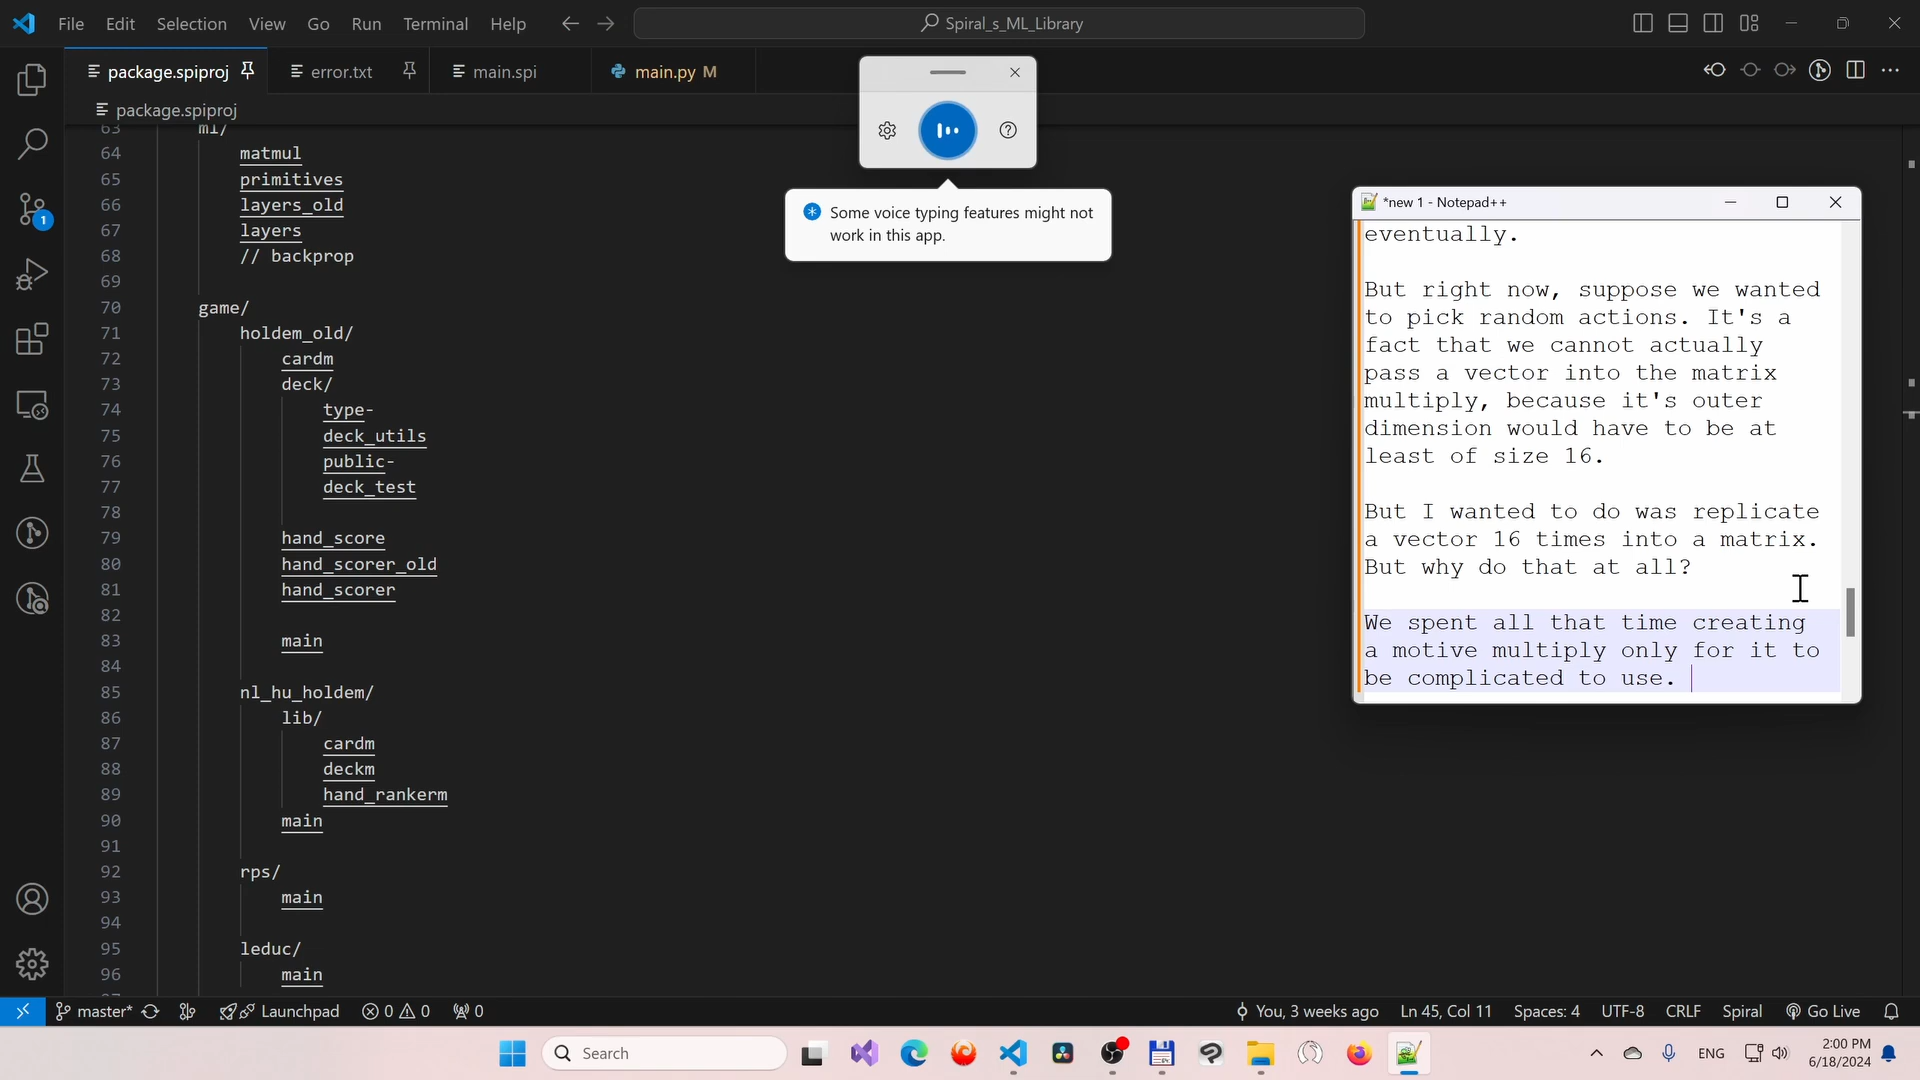 File Edit Selection View Go Run Terminal Help
Spiral_s_ML_Library
package.spiproj
error.txt
main.spi
main.py M
package.spiproj
63 ml/
64 matmul
65 primitives
66 layers_old
67 layers
68 // backprop
69
70 game/
71 holdem_old/
72 cardm
73 deck/
74 type-
75 deck_utils
76 public-
77 deck_test
78
79 hand_score
80 hand_scorer_old
81 hand_scorer
82
83 main
84
85 nl_hu_holdem/
86 lib/
87 cardm
88 deckm
89 hand_rankerm
90 main
91
92 rps/
93 main
94
95 leduc/
96 main
Some voice typing features might not
work in this app.
*new 1 - Notepad++
eventually.
But right now, suppose we wanted
to pick random actions. It's a
fact that we cannot actually
pass a vector into the matrix
multiply, because it's outer
dimension would have to be at
least of size 16.
But I wanted to do was replicate
a vector 16 times into a matrix.
But why do that at all?
We spent all that time creating
a motive multiply only for it to
be complicated to use.
1
master* Launchpad 0 0 0
You, 3 weeks ago Ln 45, Col 11 Spaces: 4 UTF-8 CRLF Spiral Go Live
Search
ENG
2:00 PM
6/18/2024